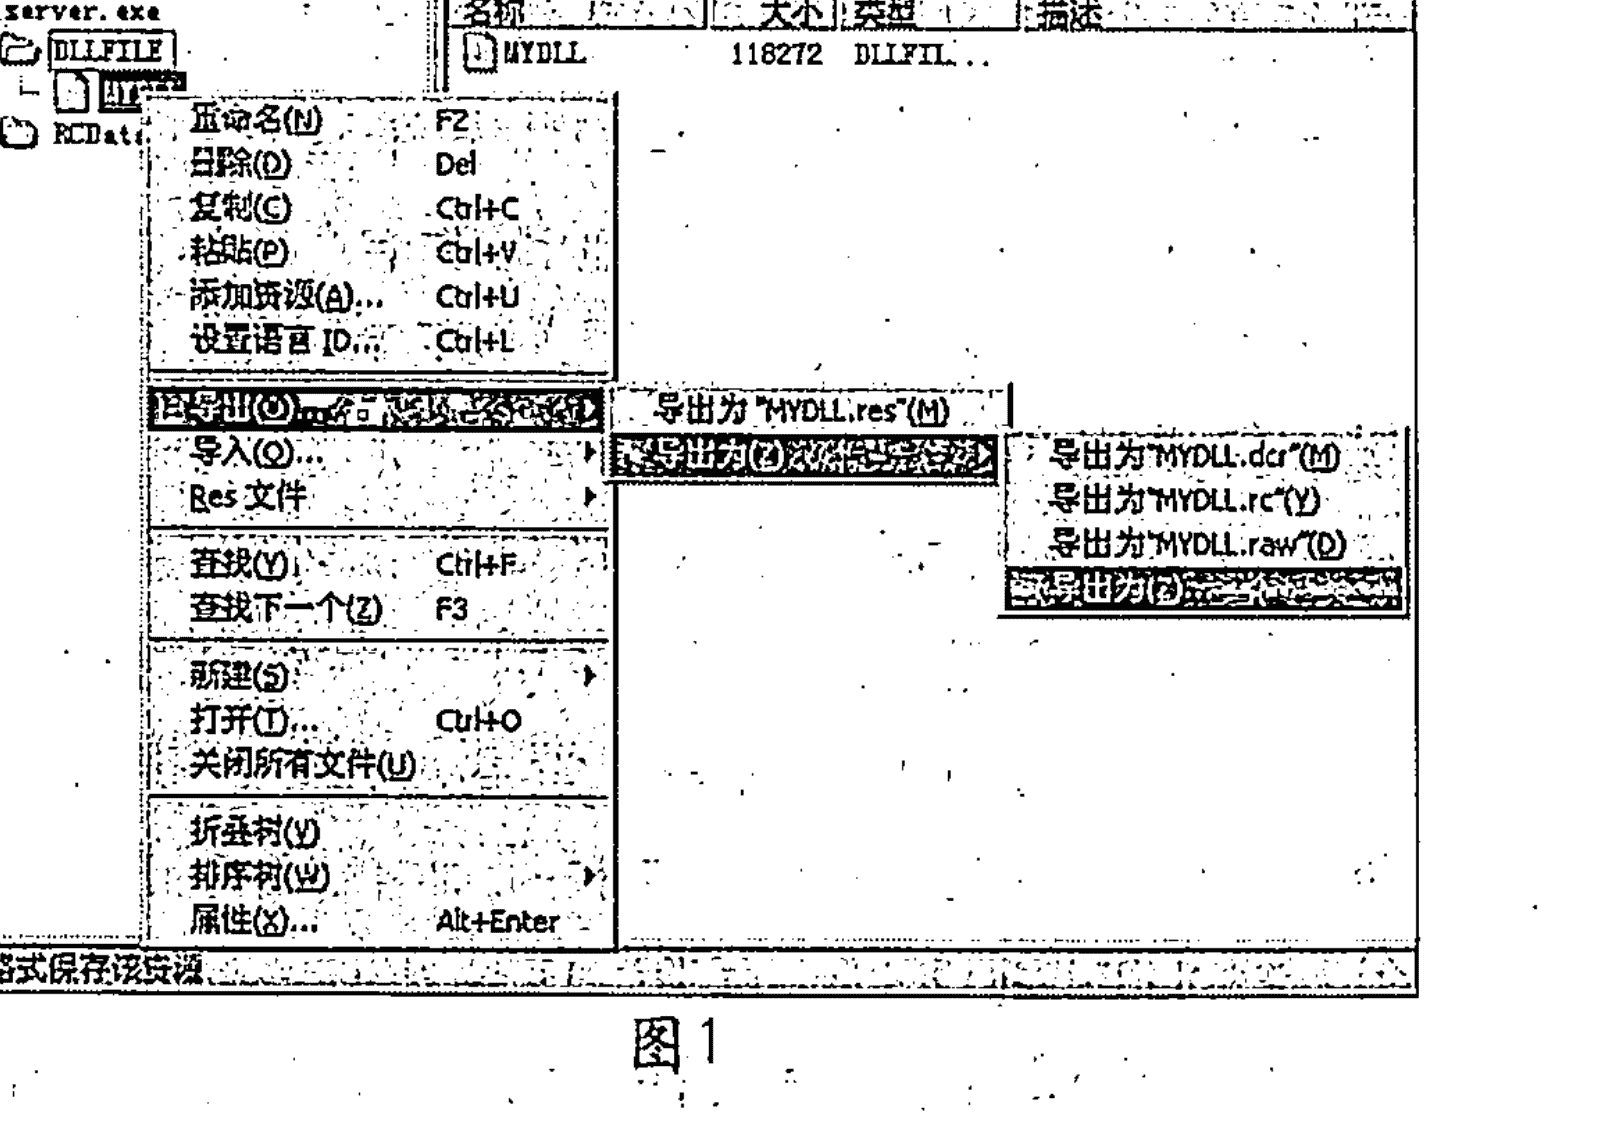 server.exe
名称 大小 类型 描述
DLLFILE
MYDLL 118272 DLLFIL...
RCData
重命名(N) F2
删除(D) Del
复制(C) Ctrl+C
粘贴(P) Ctrl+V
添加资源(A)... Ctrl+U
设置语言 ID... Ctrl+L
导出(U)...
导入(O)...
Res 文件
查找(Y) Ctrl+F
查找下一个(Z) F3
新建(S)
打开(T)... Ctrl+O
关闭所有文件(U)
折叠树(V)
排序树(W)
属性(X)... Alt+Enter
导出为 "MYDLL.res"(M)
导出为(Z)
导出为"MYDLL.dcr"(M)
导出为"MYDLL.rc"(Y)
导出为"MYDLL.raw"(D)
导出为(Z)...
格式保存该资源
图 1